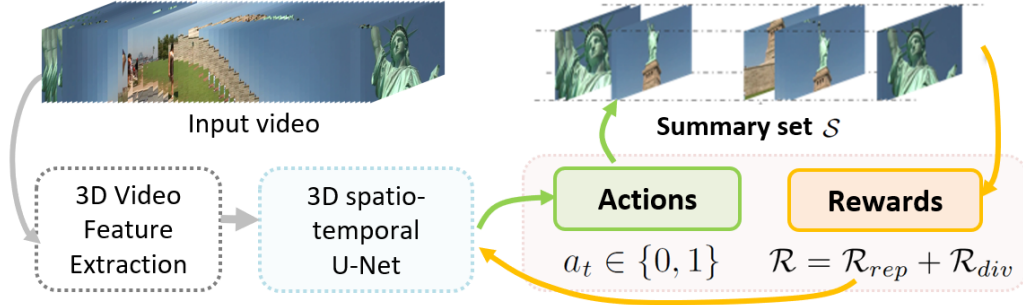 Input video
Summary set 𝒮
3D Video
Feature
Extraction
3D spatio-
temporal
U-Net
Actions
Rewards
a_t ∈ {0, 1}
ℛ = ℛ_rep + ℛ_div